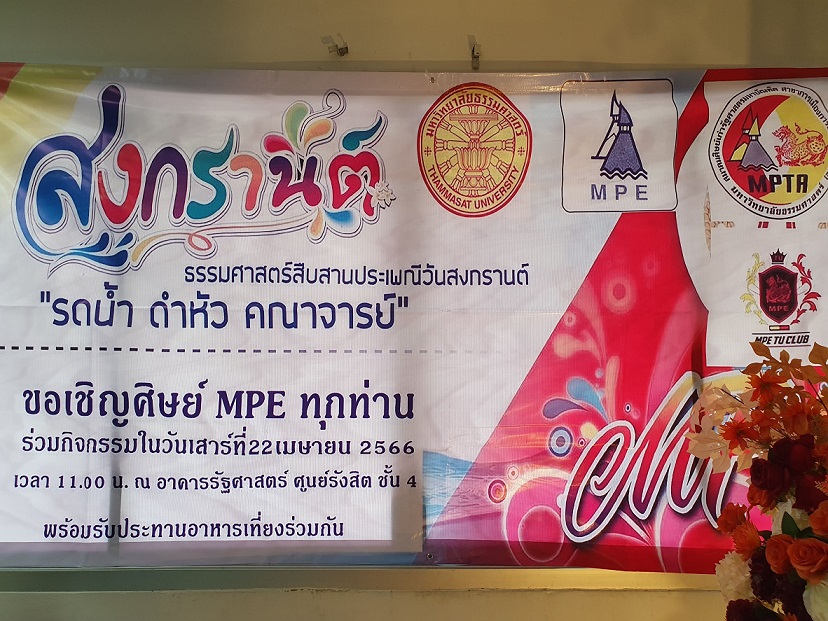 สงกรานต์
มหาวิทยาลัยธรรมศาสตร์
THAMMASAT UNIVERSITY
MPE
MPTA
มหาวิทยาลัยธรรมศาสตร์
MPE
MPE TU CLUB
ธรรมศาสตร์สืบสานประเพณีวันสงกรานต์
"รดน้ำ ดำหัว คณาจารย์"
ขอเชิญศิษย์ MPE ทุกท่าน
ร่วมกิจกรรมในวันเสาร์ที่22เมษายน 2566
เวลา 11.00 น. ณ อาคารรัฐศาสตร์ ศูนย์รังสิต ชั้น 4
พร้อมรับประทานอาหารเที่ยงร่วมกัน